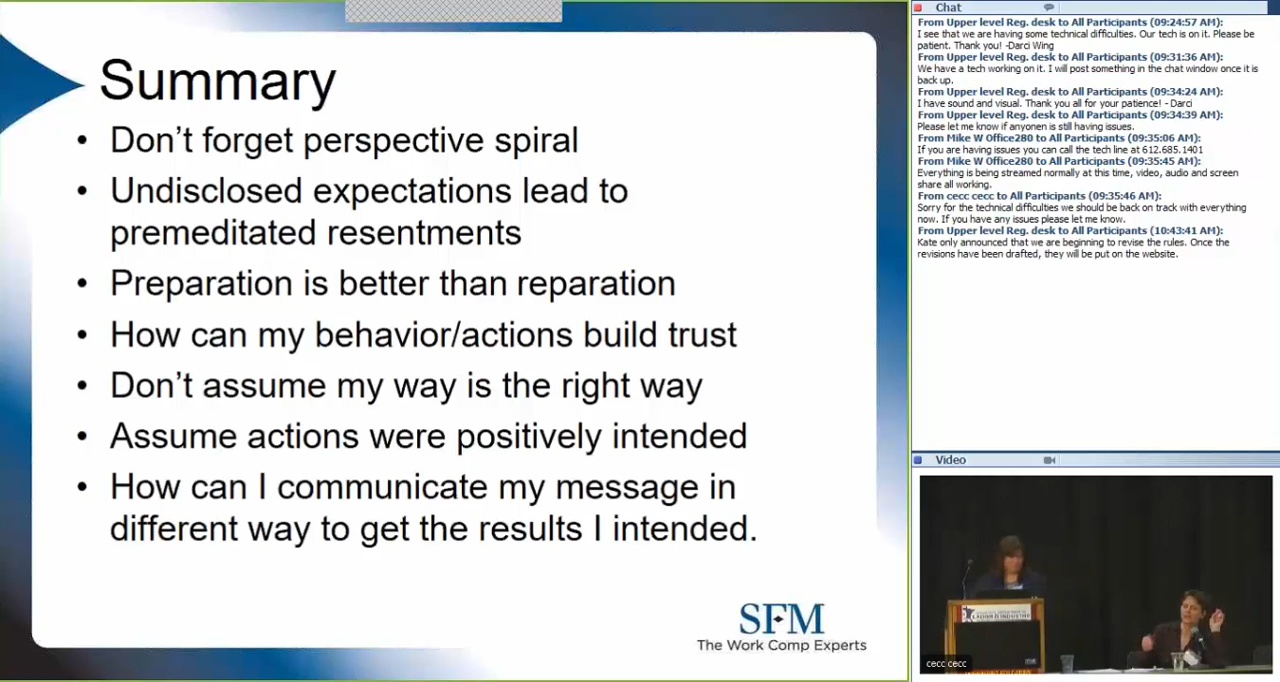 Summary
• Don't forget perspective spiral
• Undisclosed expectations lead to
premeditated resentments
• Preparation is better than reparation
• How can my behavior/actions build trust
• Don't assume my way is the right way
• Assume actions were positively intended
• How can I communicate my message in
different way to get the results I intended.
SFM
The Work Comp Experts
Chat
From Upper level Reg. desk to All Participants (09:24:57 AM):
I see that we are having some technical difficulties. Our tech is on it. Please be
patient. Thank you! -Darci Wing
From Upper level Reg. desk to All Participants (09:31:36 AM):
We have a tech working on it. I will post something in the chat window once it is
back up.
From Upper level Reg. desk to All Participants (09:34:24 AM):
I have sound and visual. Thank you all for your patience! - Darci
From Upper level Reg. desk to All Participants (09:34:39 AM):
Please let me know if anyonen is still having issues.
From Mike W Office280 to All Participants (09:35:06 AM):
If you are having issues you can call the tech line at 612.685.1401
From Mike W Office280 to All Participants (09:35:45 AM):
Everything is being streamed normally at this time, video, audio and screen
share all working.
From cecc cecc to All Participants (09:35:46 AM):
Sorry for the technical difficulties we should be back on track with everything
now. If you have any issues please let me know.
From Upper level Reg. desk to All Participants (10:43:41 AM):
Kate only announced that we are beginning to revise the rules. Once the
revisions have been drafted, they will be put on the website.
Video
LABOR & INDUSTRY
cecc cecc